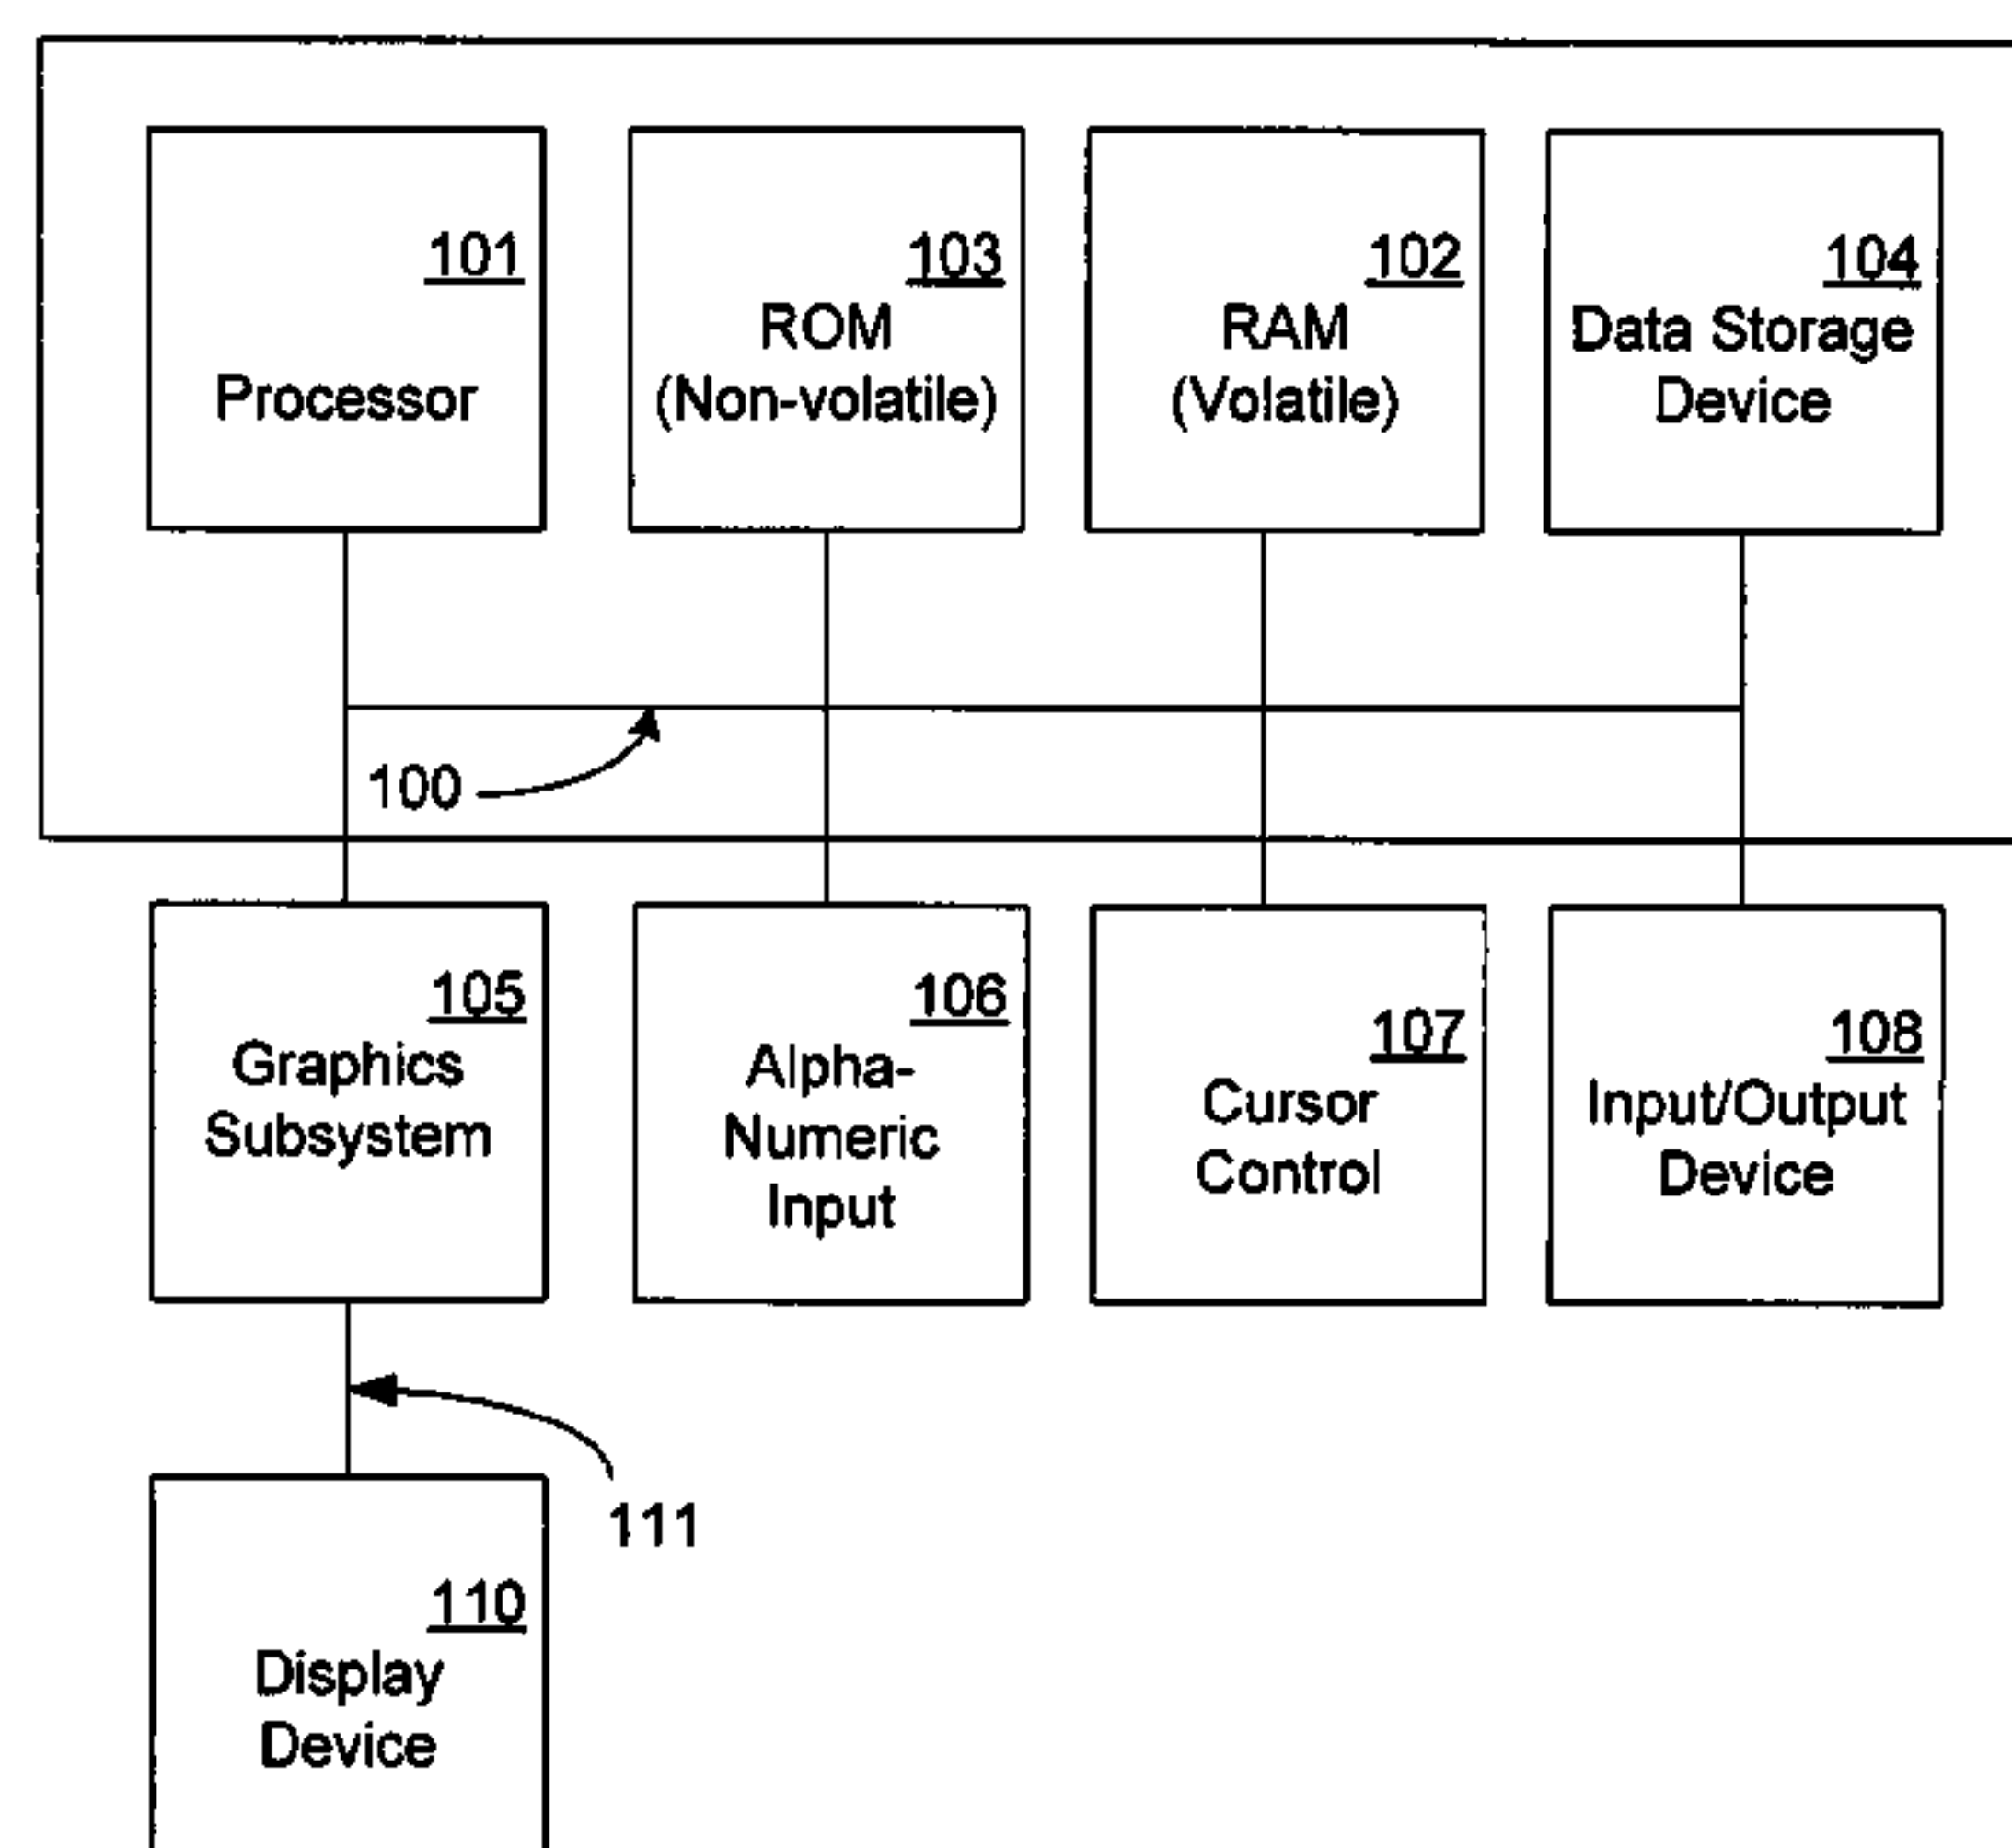 101
Processor
103
ROM
(Non-volatile)
102
RAM
(Volatile)
104
Data Storage
Device
100
105
Graphics
Subsystem
106
Alpha-
Numeric
Input
107
Cursor
Control
108
Input/Output
Device
111
110
Display
Device